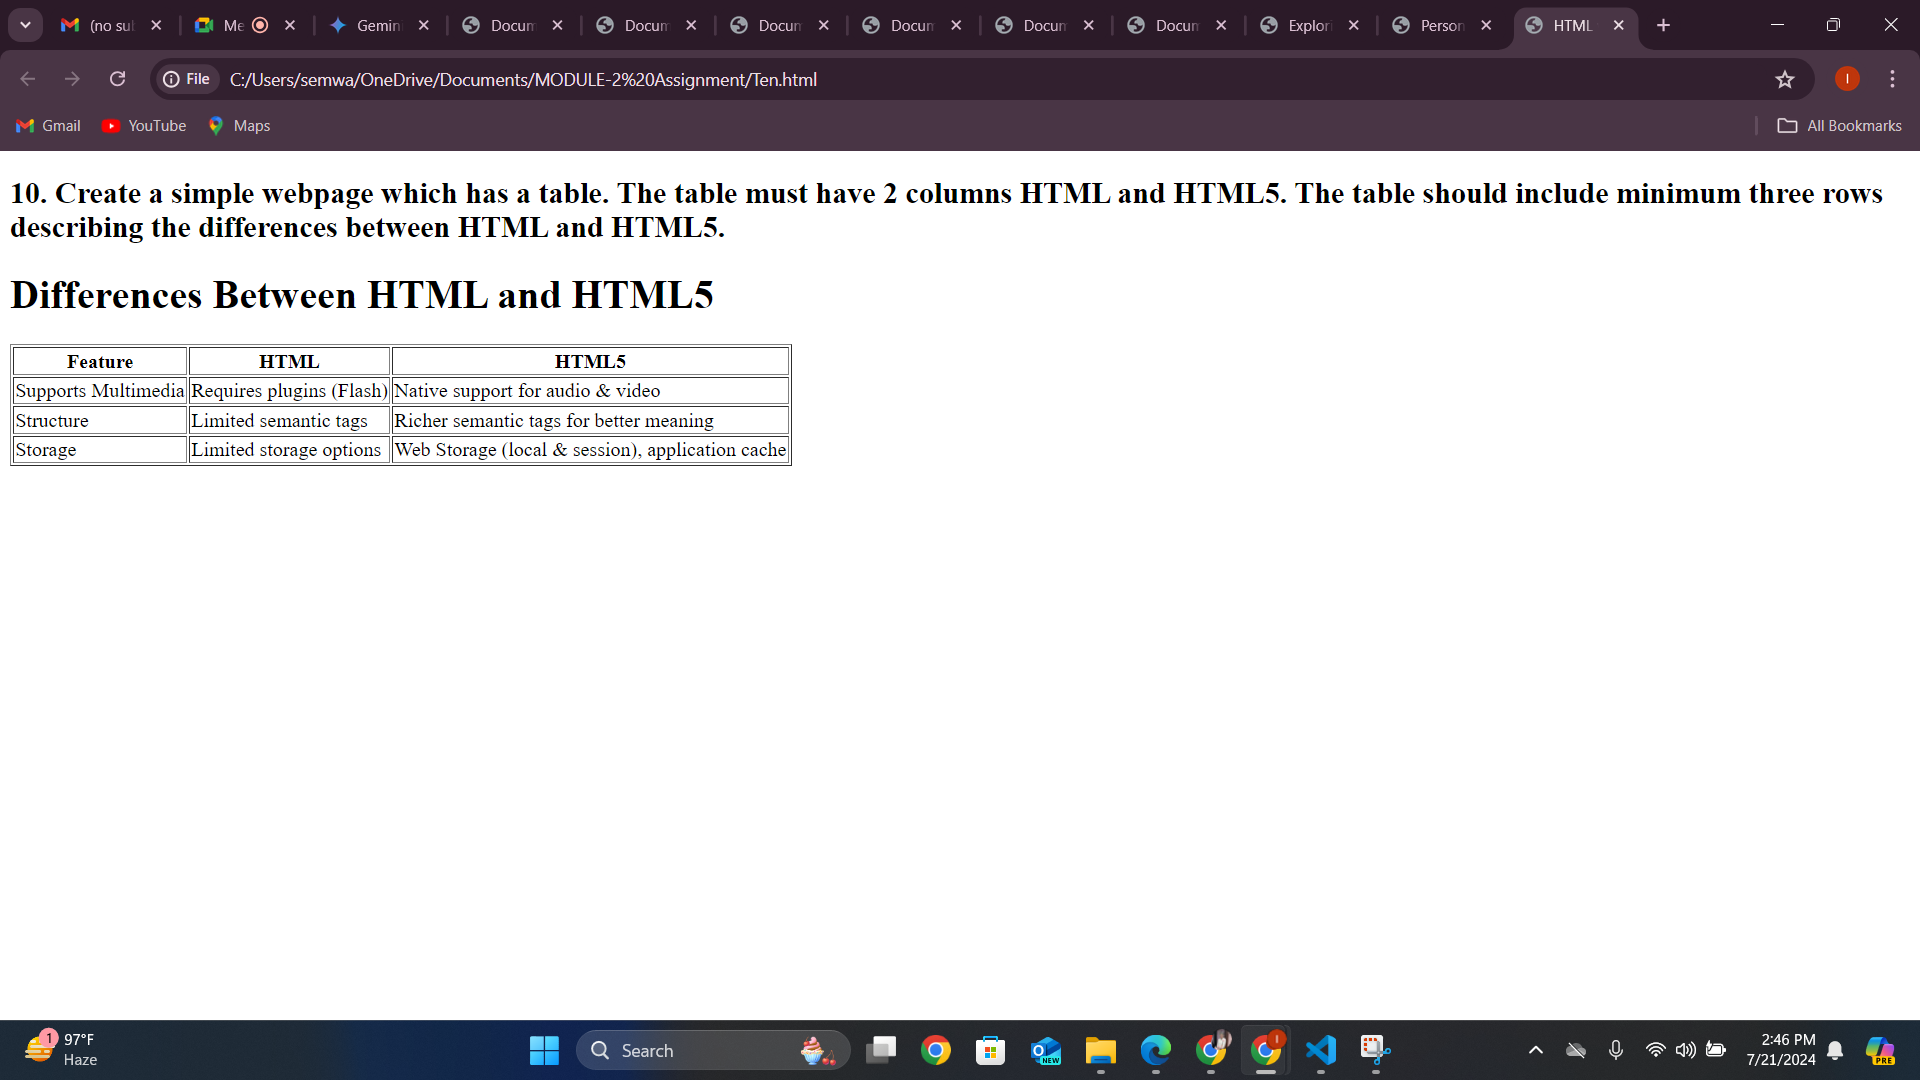 (no su
Me
Gemin
Docum
Docum
Docum
Docum
Docum
Docum
Explori
Person
HTML
File
C:/Users/semwa/OneDrive/Documents/MODULE-2%20Assignment/Ten.html
I
Gmail
YouTube
Maps
All Bookmarks
10. Create a simple webpage which has a table. The table must have 2 columns HTML and HTML5. The table should include minimum three rows
describing the differences between HTML and HTML5.
Differences Between HTML and HTML5
Feature HTML HTML5
Supports Multimedia Requires plugins (Flash) Native support for audio & video
Structure Limited semantic tags Richer semantic tags for better meaning
Storage Limited storage options Web Storage (local & session), application cache
1
97°F
Haze
Search
NEW
I
2:46 PM
7/21/2024
PRE